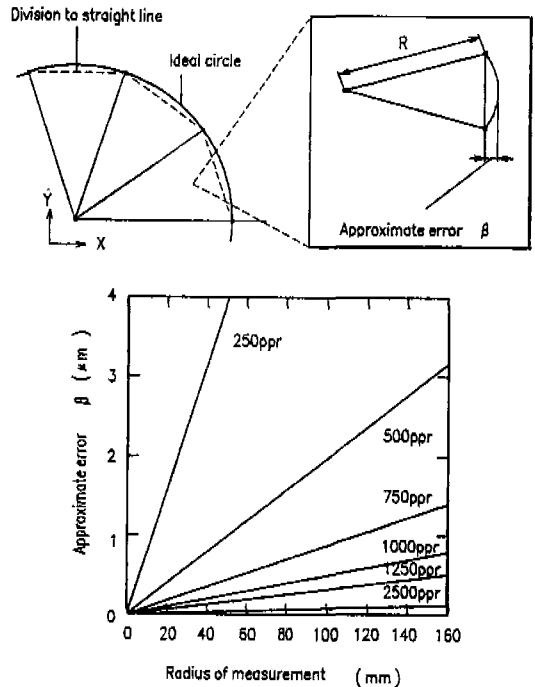 Division to straight line
Ideal circle
R
Y
X
Approximate error β
4
3
2
1
0
Approximate error β (μm)
250ppr
500ppr
750ppr
1000ppr
1250ppr
2500ppr
0 20 40 60 80 100 120 140 160
Radius of measurement (mm)